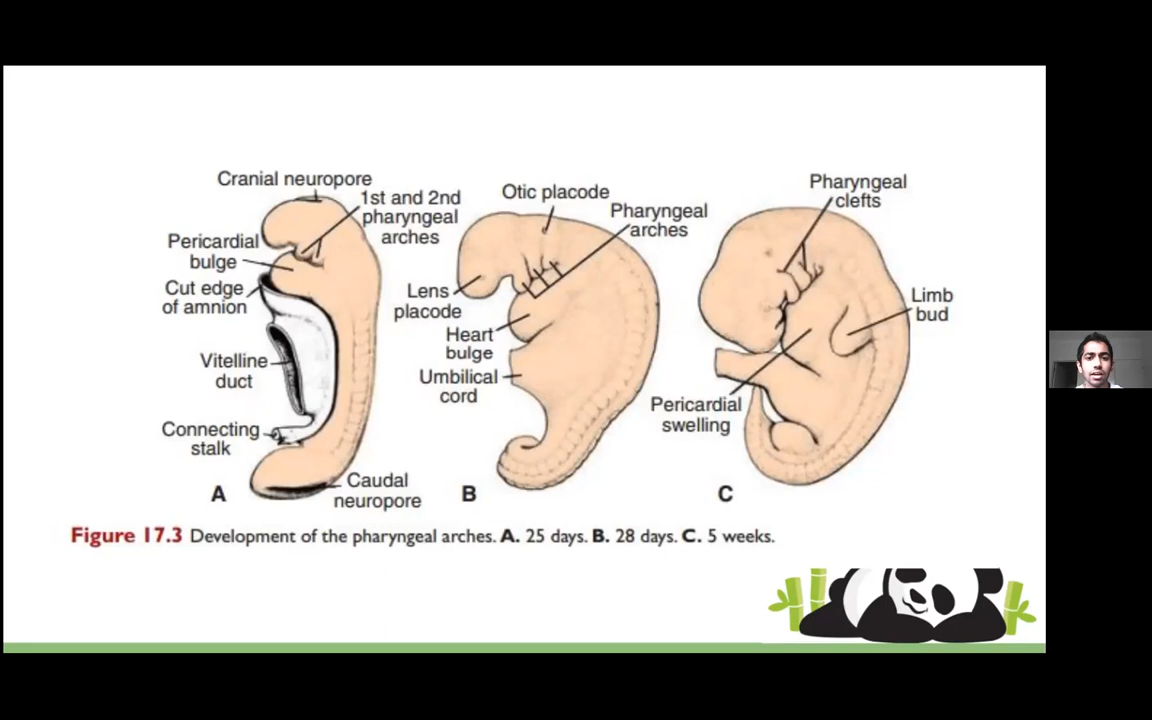 Cranial neuropore
1st and 2nd
pharyngeal
arches
Pericardial
bulge
Cut edge
of amnion
Vitelline
duct
Connecting
stalk
Caudal
neuropore
A
Otic placode
Pharyngeal
arches
Lens
placode
Heart
bulge
Umbilical
cord
B
Pharyngeal
clefts
Limb
bud
Pericardial
swelling
C
Figure 17.3 Development of the pharyngeal arches. A. 25 days. B. 28 days. C. 5 weeks.